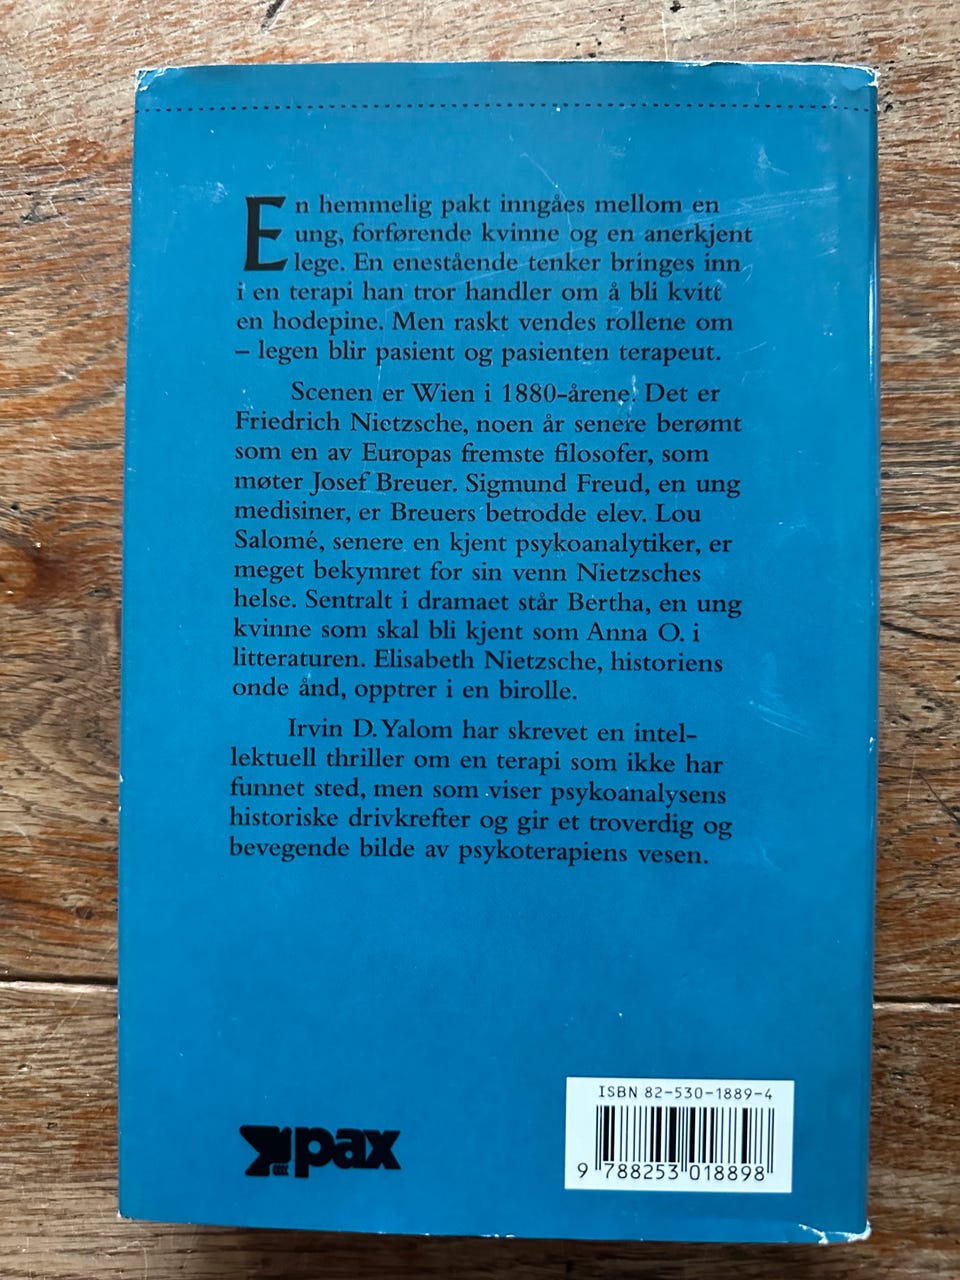 En hemmelig pakt inngåes mellom en
ung, forførende kvinne og en anerkjent
lege. En enestående tenker bringes inn
i en terapi han tror handler om å bli kvitt
en hodepine. Men raskt vendes rollene om
– legen blir pasient og pasienten terapeut.
Scenen er Wien i 1880-årene. Det er
Friedrich Nietzsche, noen år senere berømt
som en av Europas fremste filosofer, som
møter Josef Breuer. Sigmund Freud, en ung
medisiner, er Breuers betrodde elev. Lou
Salomé, senere en kjent psykoanalytiker, er
meget bekymret for sin venn Nietzsches
helse. Sentralt i dramaet står Bertha, en ung
kvinne som skal bli kjent som Anna O. i
litteraturen. Elisabeth Nietzsche, historiens
onde ånd, opptrer i en birolle.
Irvin D. Yalom har skrevet en intel-
lektuell thriller om en terapi som ikke har
funnet sted, men som viser psykoanalysens
historiske drivkrefter og gir et troverdig og
bevegende bilde av psykoterapiens vesen.
ISBN 82-530-1889-4
9 788253 018898
pax